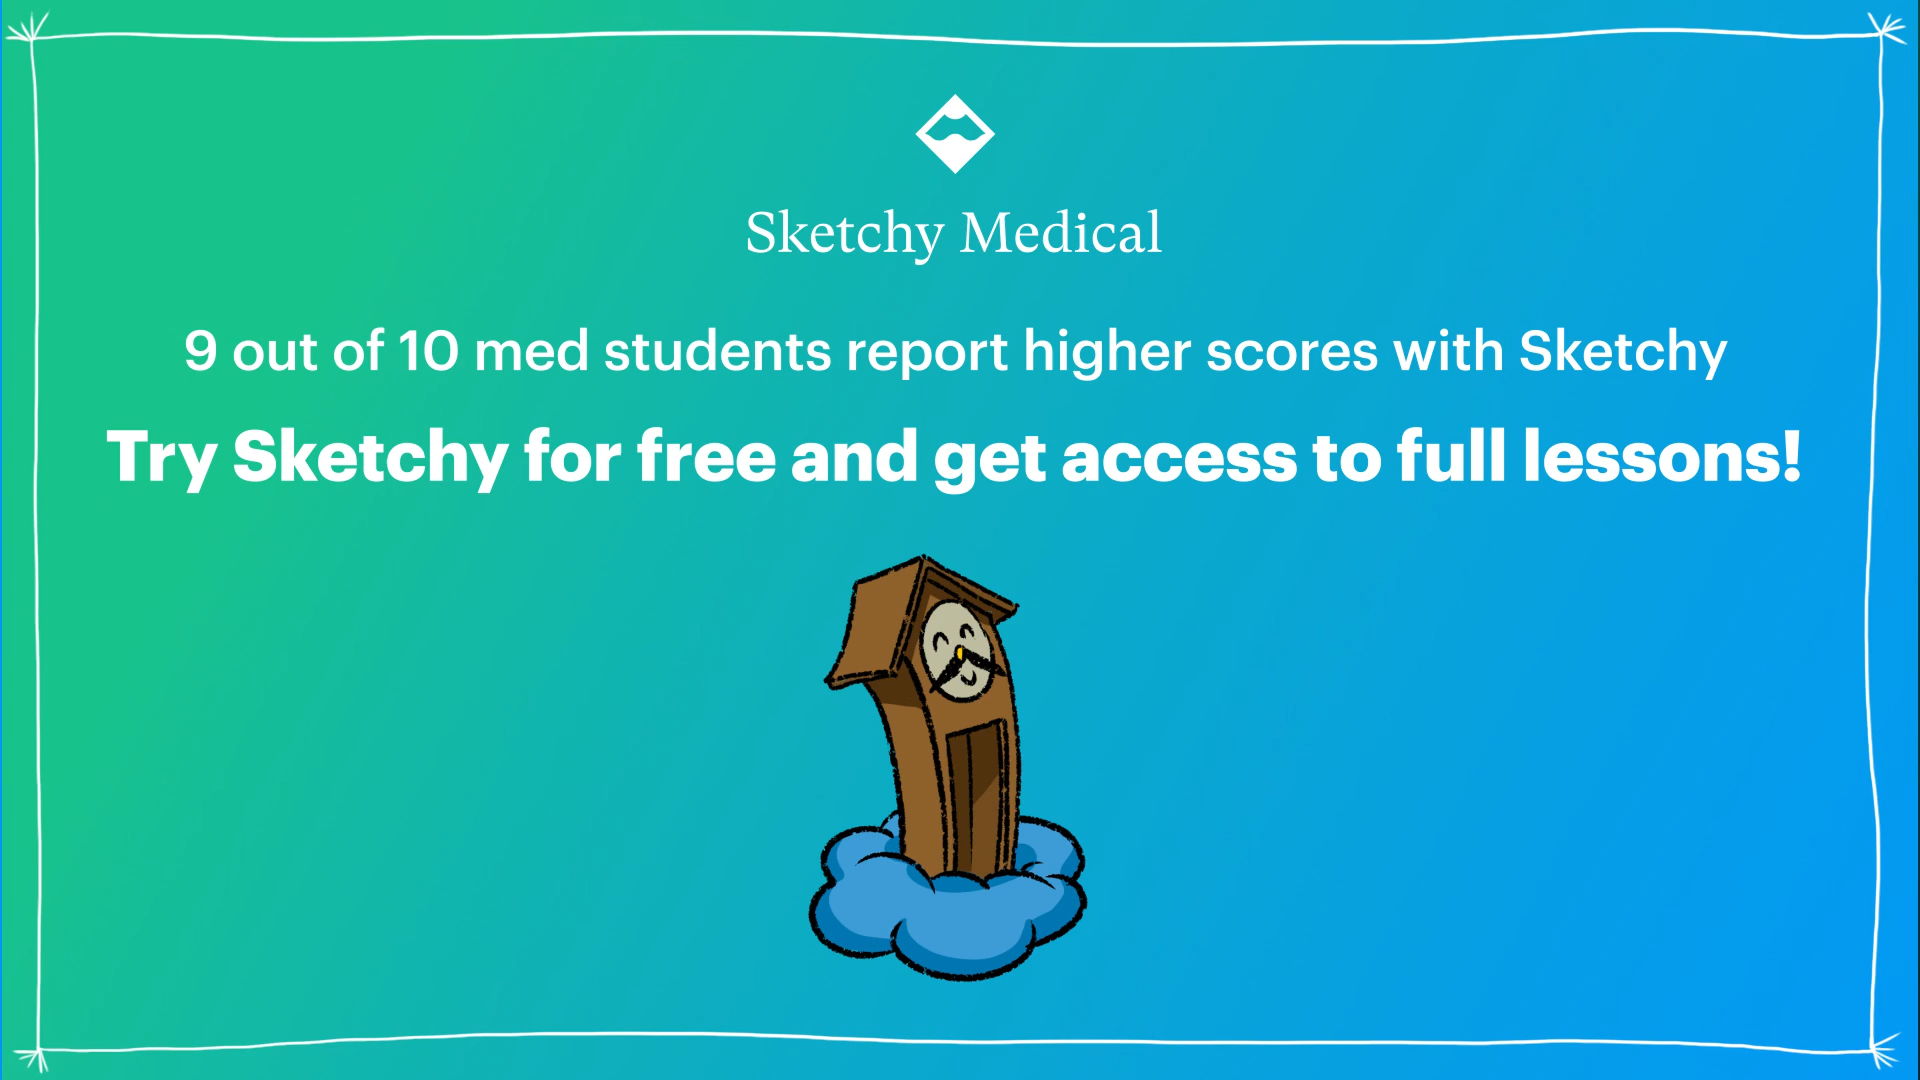 Sketchy Medical
9 out of 10 med students report higher scores with Sketchy
Try Sketchy for free and get access to full lessons!